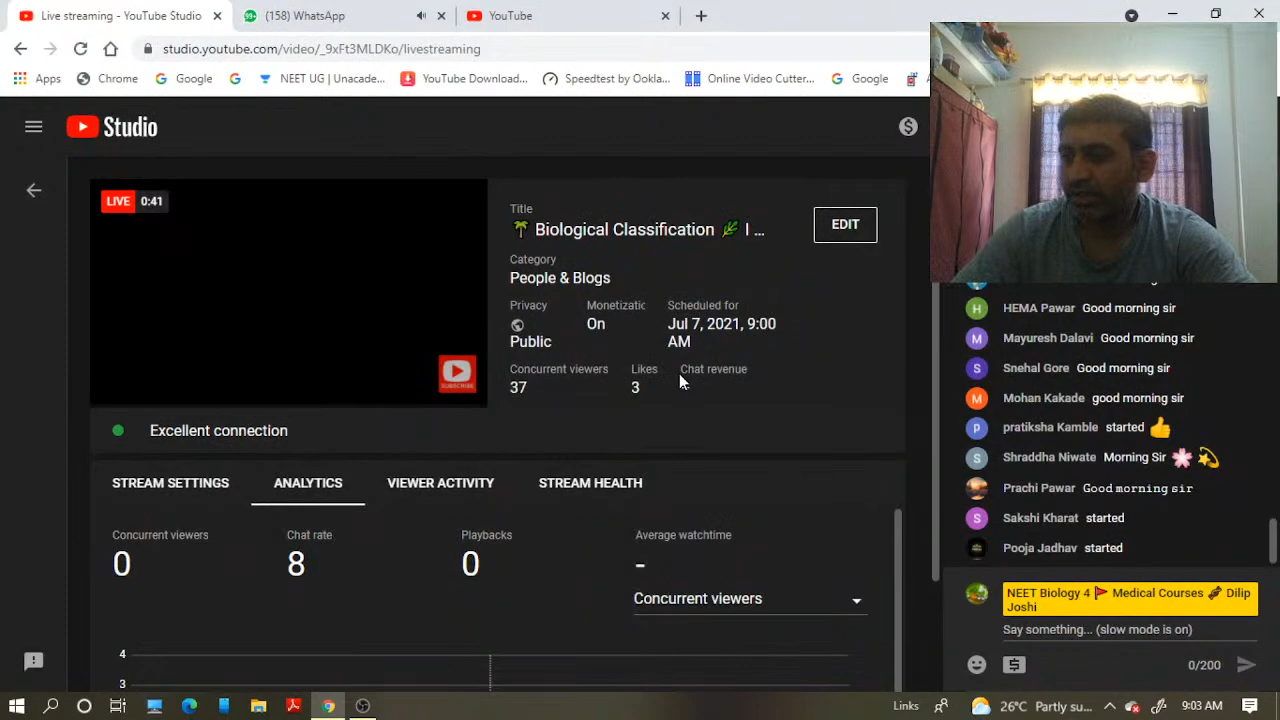 Live streaming - YouTube Studio
(158) WhatsApp
YouTube
studio.youtube.com/video/_9xFt3MLDKo/livestreaming
Apps
Chrome
Google
NEET UG | Unacade...
YouTube Download...
Speedtest by Ookla...
Online Video Cutter...
Google
Studio
LIVE 0:41
SUBSCRIBE
Title
🌴 Biological Classification 🌿 I ...
EDIT
Category
People & Blogs
Privacy
Monetizatic
Scheduled for
Public
On
Jul 7, 2021, 9:00
AM
Concurrent viewers
Likes
Chat revenue
37
3
Excellent connection
STREAM SETTINGS
ANALYTICS
VIEWER ACTIVITY
STREAM HEALTH
Concurrent viewers
Chat rate
Playbacks
Average watchtime
0
8
0
-
Concurrent viewers
4
3
HEMA Pawar Good morning sir
Mayuresh Dalavi Good morning sir
Snehal Gore Good morning sir
Mohan Kakade good morning sir
pratiksha Kamble started 👍
Shraddha Niwate Morning Sir 🌸 💫
Prachi Pawar Good morning sir
Sakshi Kharat started
Pooja Jadhav started
NEET Biology 4 🚩 Medical Courses 🧬 Dilip
Joshi
Say something... (slow mode is on)
0/200
Links
26°C Partly su...
9:03 AM